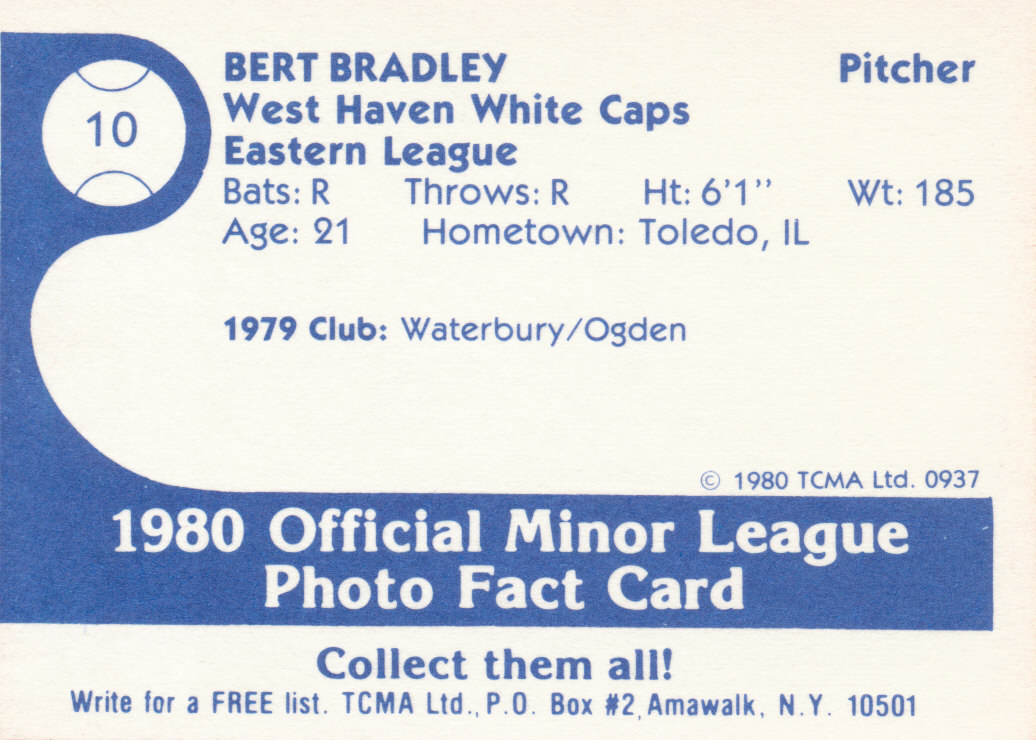 10
BERT BRADLEY Pitcher
West Haven White Caps
Eastern League
Bats: R Throws: R Ht: 6'1'' Wt: 185
Age: 21 Hometown: Toledo, IL
1979 Club: Waterbury/Ogden
© 1980 TCMA Ltd. 0937
1980 Official Minor League
Photo Fact Card
Collect them all!
Write for a FREE list. TCMA Ltd., P.O. Box #2, Amawalk, N.Y. 10501